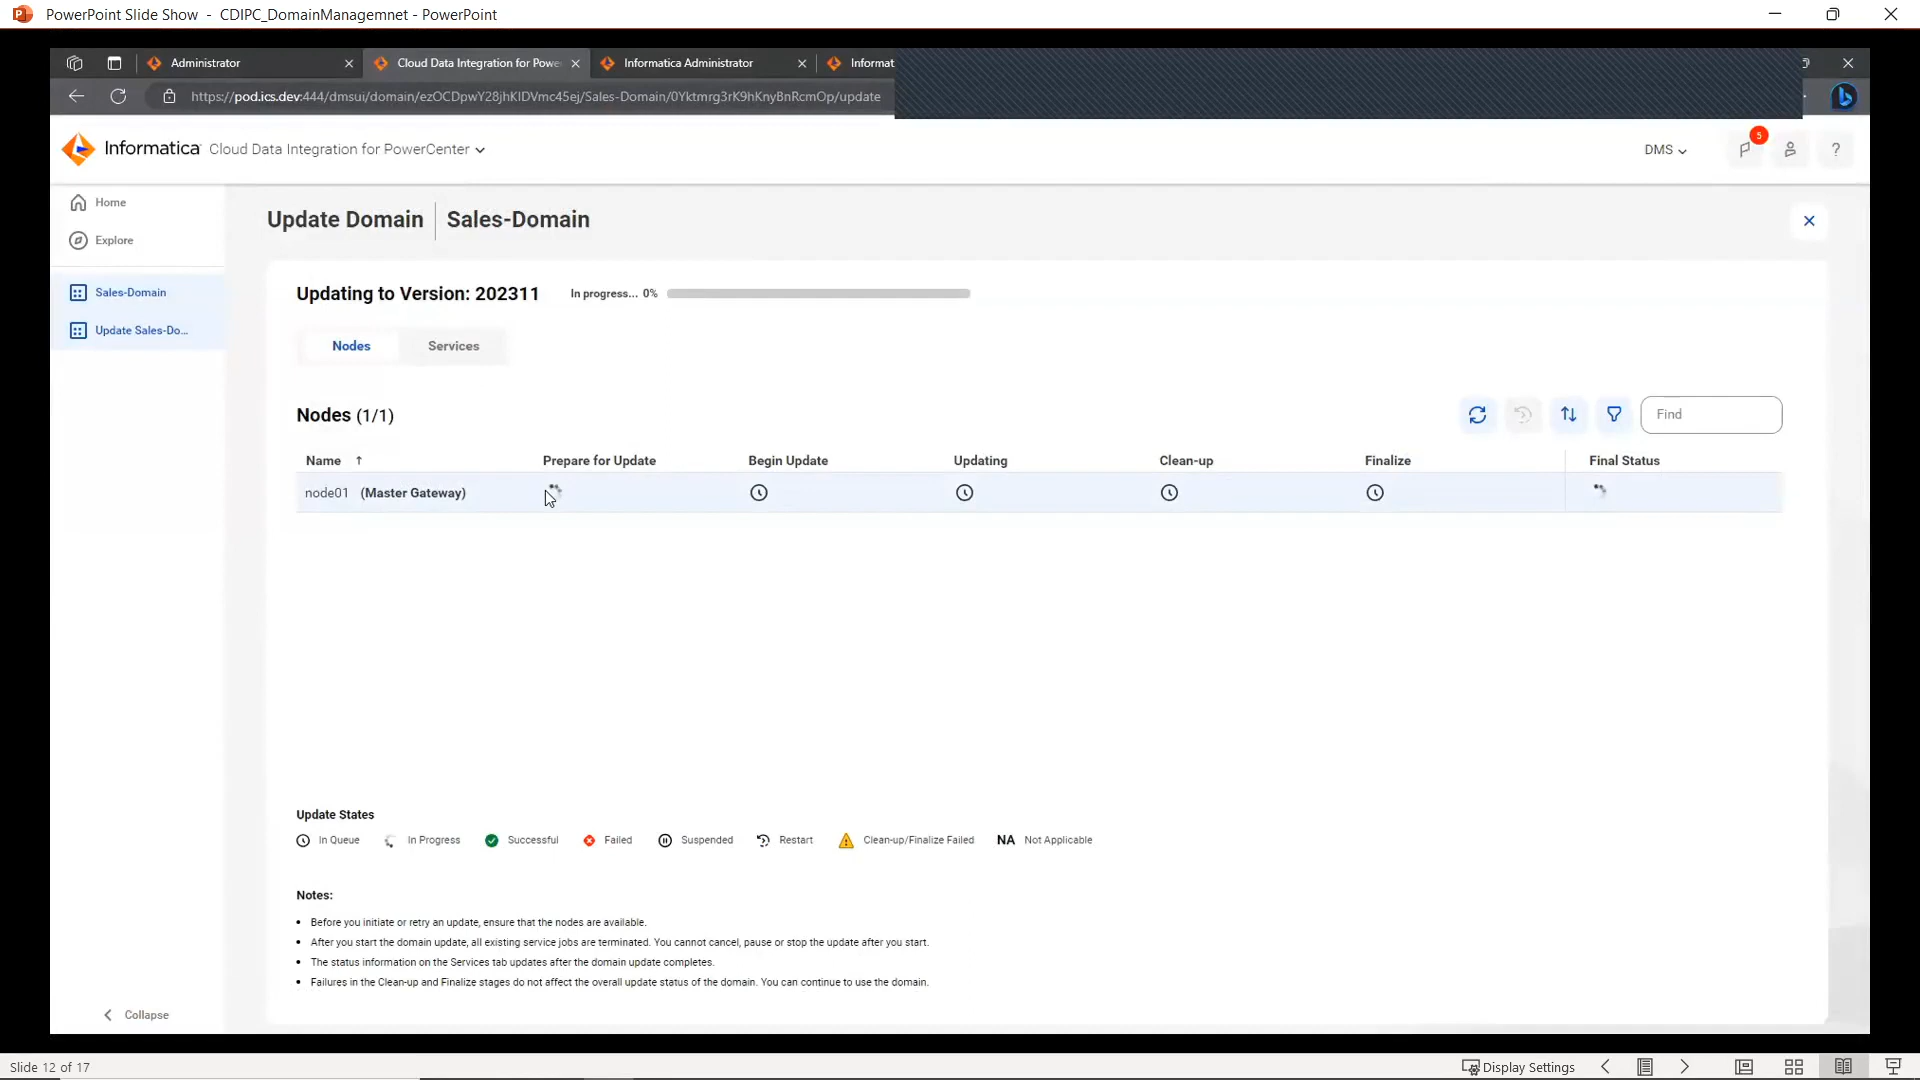 PowerPoint Slide Show - CDIPC_DomainManagemnet - PowerPoint
Administrator
Cloud Data Integration for Powe
Informatica Administrator
Informat
https://pod.ics.dev:444/dmsui/domain/ezOCDpwY28jhKIDVmc45ej/Sales-Domain/0Yktmrg3rK9hKnyBnRcmOp/update
Informatica Cloud Data Integration for PowerCenter
DMS
5
?
Home
Explore
Sales-Domain
Update Sales-Do...
Collapse
Update Domain Sales-Domain
Updating to Version: 202311 In progress... 0%
Nodes Services
Nodes (1/1)
Find
Name ↑ Prepare for Update Begin Update Updating Clean-up Finalize Final Status
node01 (Master Gateway)
Update States
In Queue In Progress Successful Failed Suspended Restart Clean-up/Finalize Failed NA Not Applicable
Notes:
• Before you initiate or retry an update, ensure that the nodes are available.
• After you start the domain update, all existing service jobs are terminated. You cannot cancel, pause or stop the update after you start.
• The status information on the Services tab updates after the domain update completes.
• Failures in the Clean-up and Finalize stages do not affect the overall update status of the domain. You can continue to use the domain.
Slide 12 of 17
Display Settings